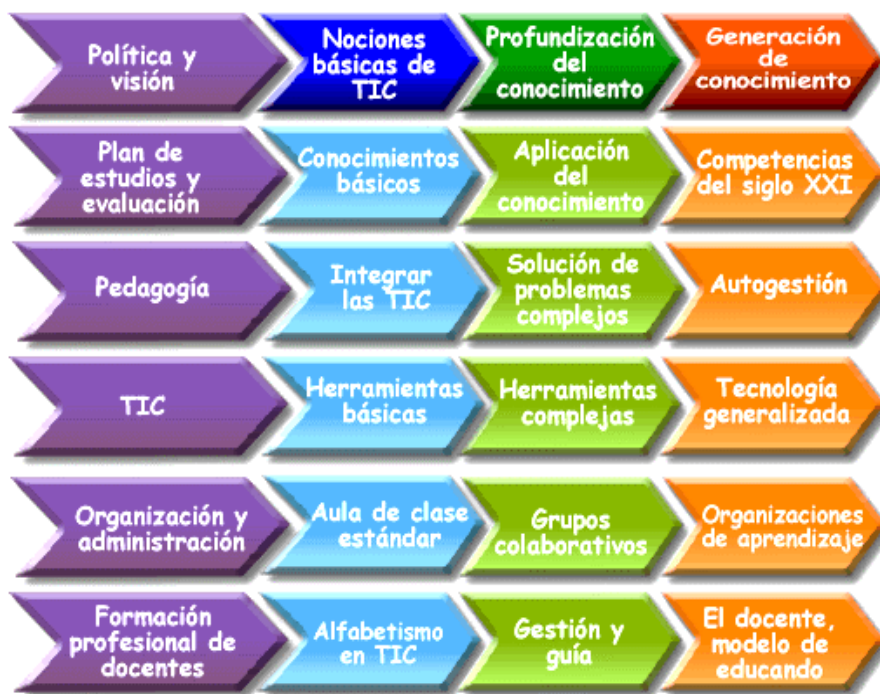 Política y
visión
Nociones
básicas de
TIC
Profundización
del
conocimiento
Generación
de
conocimiento
Plan de
estudios y
evaluación
Conocimientos
básicos
Aplicación
del
conocimiento
Competencias
del siglo XXI
Pedagogía
Integrar
las TIC
Solución de
problemas
complejos
Autogestión
TIC
Herramientas
básicas
Herramientas
complejas
Tecnología
generalizada
Organización y
administración
Aula de clase
estándar
Grupos
colaborativos
Organizaciones
de aprendizaje
Formación
profesional de
docentes
Alfabetismo
en TIC
Gestión y
guía
El docente,
modelo de
educando